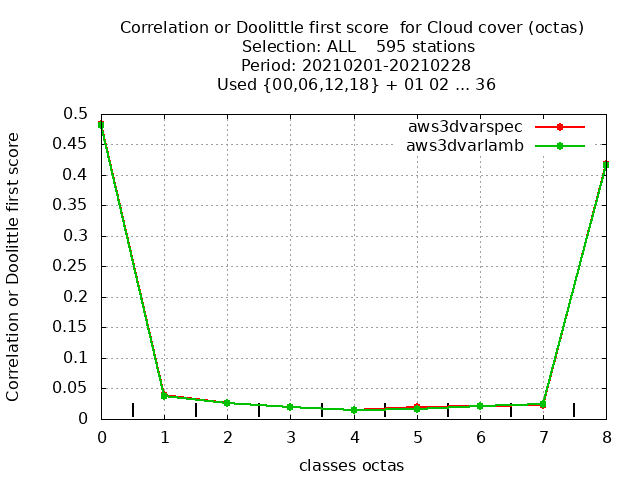 Correlation or Doolittle first score  for Cloud cover (octas)
Selection: ALL    595 stations
Period: 20210201-20210228
Used {00,06,12,18} + 01 02 ... 36
Correlation or Doolittle first score
0.5
0.45
0.4
0.35
0.3
0.25
0.2
0.15
0.1
0.05
0
aws3dvarspec
aws3dvarlamb
0 1 2 3 4 5 6 7 8
classes octas